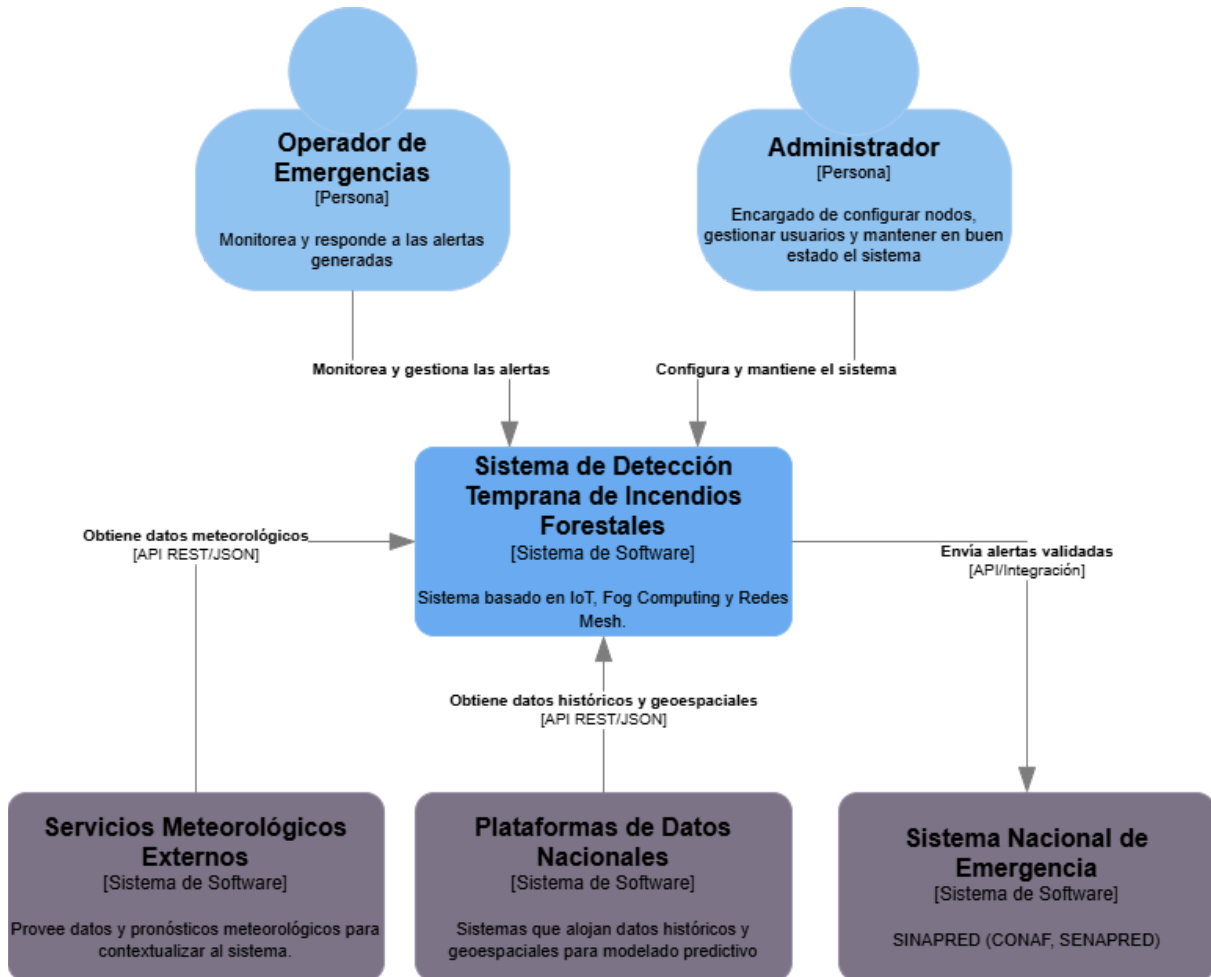 Operador de
Emergencias
[Persona]
Monitorea y responde a las alertas
generadas
Administrador
[Persona]
Encargado de configurar nodos,
gestionar usuarios y mantener en buen
estado el sistema
Monitorea y gestiona las alertas
Configura y mantiene el sistema
Sistema de Detección
Temprana de Incendios
Forestales
[Sistema de Software]
Sistema basado en IoT, Fog Computing y Redes
Mesh.
Obtiene datos meteorológicos
[API REST/JSON]
Envía alertas validadas
[API/Integración]
Obtiene datos históricos y geoespaciales
[API REST/JSON]
Servicios Meteorológicos
Externos
[Sistema de Software]
Provee datos y pronósticos meteorológicos para
contextualizar al sistema.
Plataformas de Datos
Nacionales
[Sistema de Software]
Sistemas que alojan datos históricos y
geoespaciales para modelado predictivo
Sistema Nacional de
Emergencia
[Sistema de Software]
SINAPRED (CONAF, SENAPRED)